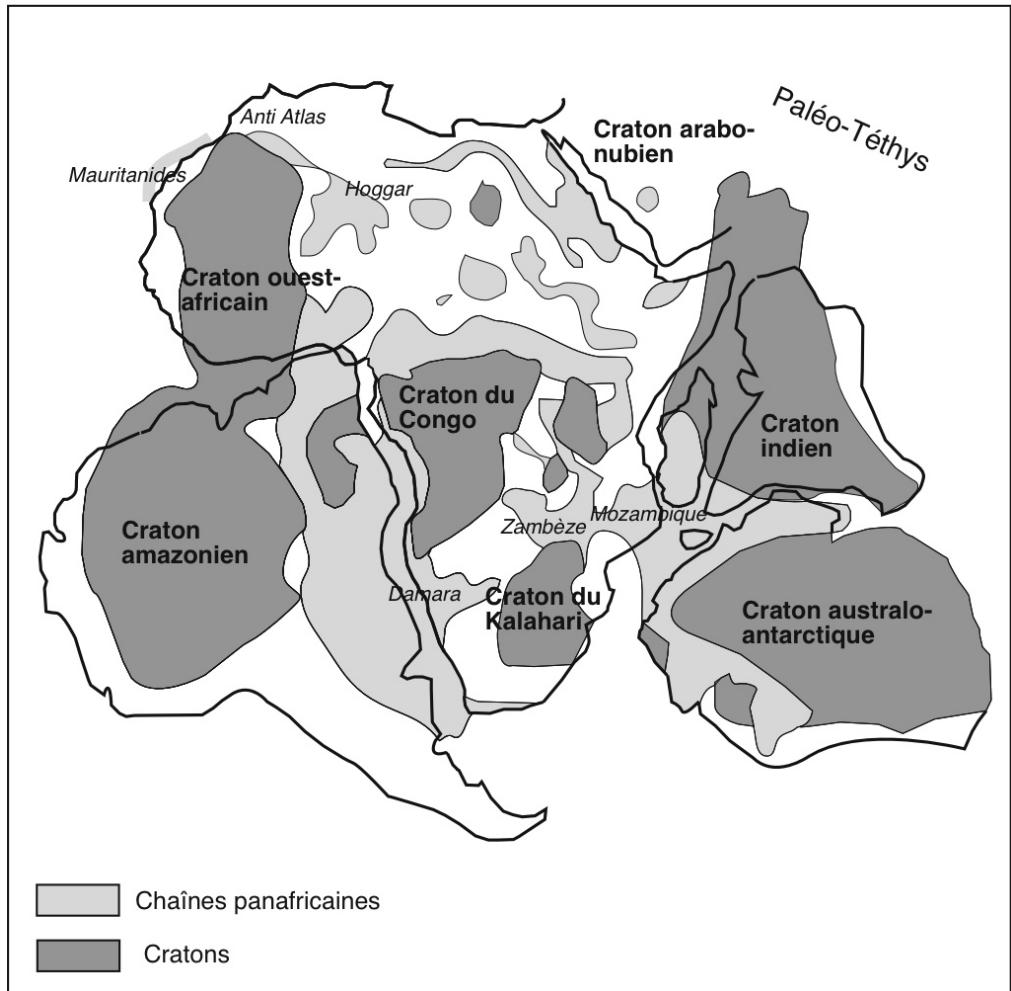 Paléo-Téthys
Anti Atlas
Craton arabo-
nubien
Mauritanides
Hoggar
Craton ouest-
africain
Craton du
Congo
Craton
indien
Craton
amazonien
Zambèze
Mozambique
Damara
Craton du
Kalahari
Craton australo-
antarctique
Chaînes panafricaines
Cratons